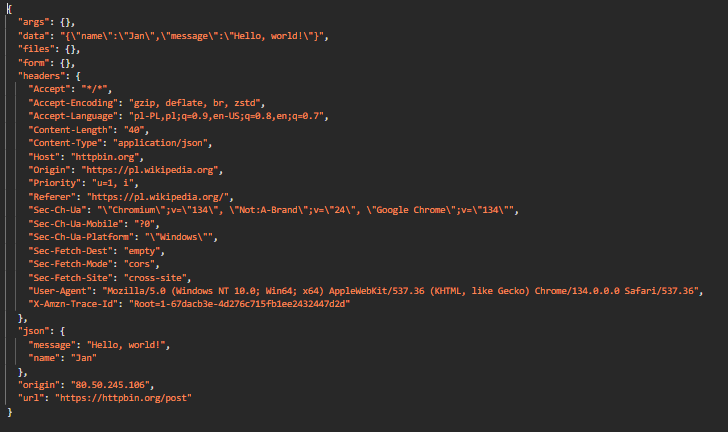 {
"args": {},
"data": "{\"name\":\"Jan\",\"message\":\"Hello, world!\"}",
"files": {},
"form": {},
"headers": {
"Accept": "*/*",
"Accept-Encoding": "gzip, deflate, br, zstd",
"Accept-Language": "pl-PL,pl;q=0.9,en-US;q=0.8,en;q=0.7",
"Content-Length": "40",
"Content-Type": "application/json",
"Host": "httpbin.org",
"Origin": "https://pl.wikipedia.org",
"Priority": "u=1, i",
"Referer": "https://pl.wikipedia.org/",
"Sec-Ch-Ua": "\"Chromium\";v=\"134\", \"Not:A-Brand\";v=\"24\", \"Google Chrome\";v=\"134\"",
"Sec-Ch-Ua-Mobile": "?0",
"Sec-Ch-Ua-Platform": "\"Windows\"",
"Sec-Fetch-Dest": "empty",
"Sec-Fetch-Mode": "cors",
"Sec-Fetch-Site": "cross-site",
"User-Agent": "Mozilla/5.0 (Windows NT 10.0; Win64; x64) AppleWebKit/537.36 (KHTML, like Gecko) Chrome/134.0.0.0 Safari/537.36",
"X-Amzn-Trace-Id": "Root=1-67dacb3e-4d276c715fb1ee2432447d2d"
},
"json": {
"message": "Hello, world!",
"name": "Jan"
},
"origin": "80.50.245.106",
"url": "https://httpbin.org/post"
}